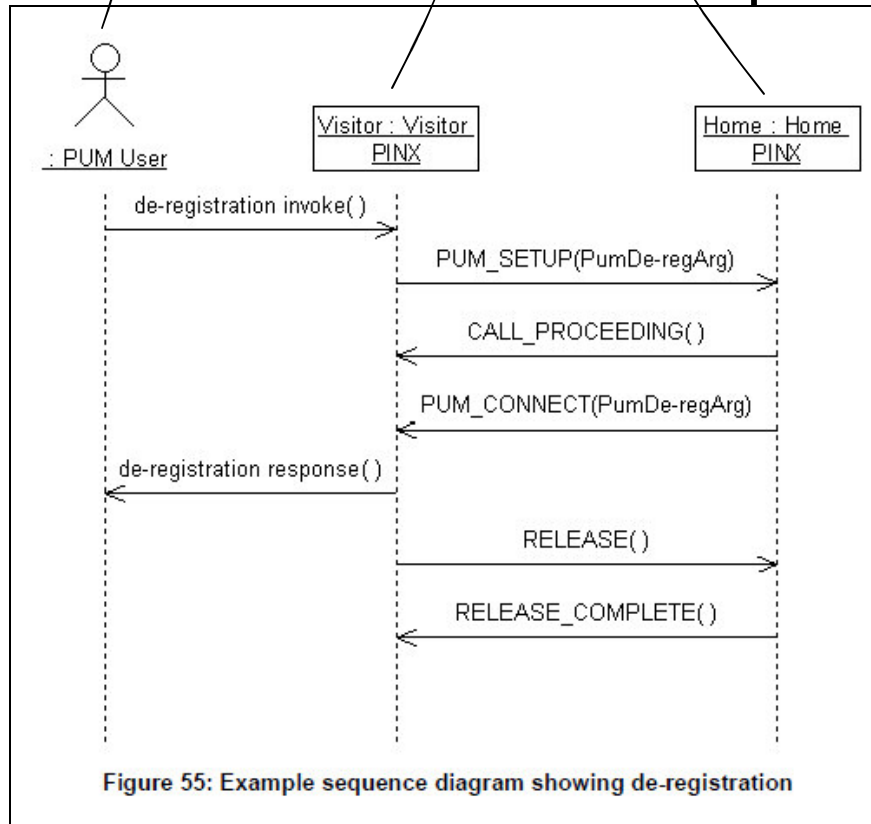 : PUM User
Visitor : Visitor
PINX
Home : Home
PINX
de-registration invoke( )
PUM_SETUP(PumDe-regArg)
CALL_PROCEEDING( )
PUM_CONNECT(PumDe-regArg)
de-registration response( )
RELEASE( )
RELEASE_COMPLETE( )
Figure 55: Example sequence diagram showing de-registration